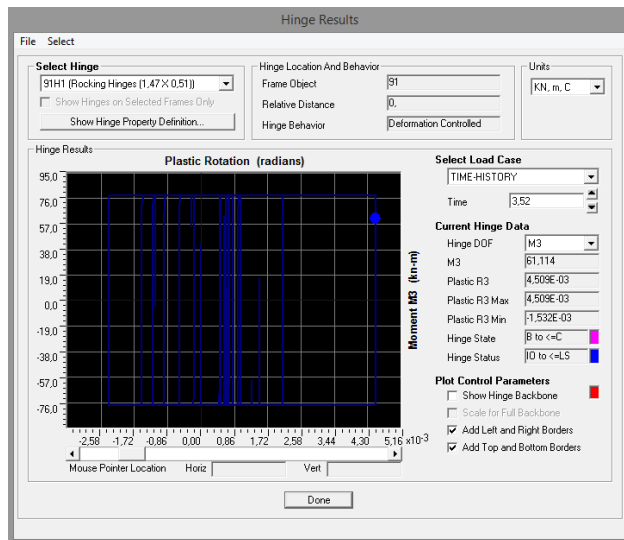 Hinge Results
File Select
Select Hinge
91H1 (Rocking Hinges (1,47 X 0,51))
Show Hinges on Selected Frames Only
Show Hinge Property Definition...
Hinge Location And Behavior
Frame Object 91
Relative Distance 0,
Hinge Behavior Deformation Controlled
Units
KN, m, C
Hinge Results
Plastic Rotation (radians)
95,0
76,0
57,0
38,0
19,0
0,0
-19,0
-38,0
-57,0
-76,0
-2,58 -1,72 -0,86 0,00 0,86 1,72 2,58 3,44 4,30 5,16 x10-3
Moment M3 (kn-m)
Mouse Pointer Location Horiz Vert
Select Load Case
TIME-HISTORY
Time 3,52
Current Hinge Data
Hinge DOF M3
M3 61,114
Plastic R3 4,509E-03
Plastic R3 Max 4,509E-03
Plastic R3 Min -1,532E-03
Hinge State B to <=C
Hinge Status IO to <=LS
Plot Control Parameters
Show Hinge Backbone
Scale for Full Backbone
Add Left and Right Borders
Add Top and Bottom Borders
Done